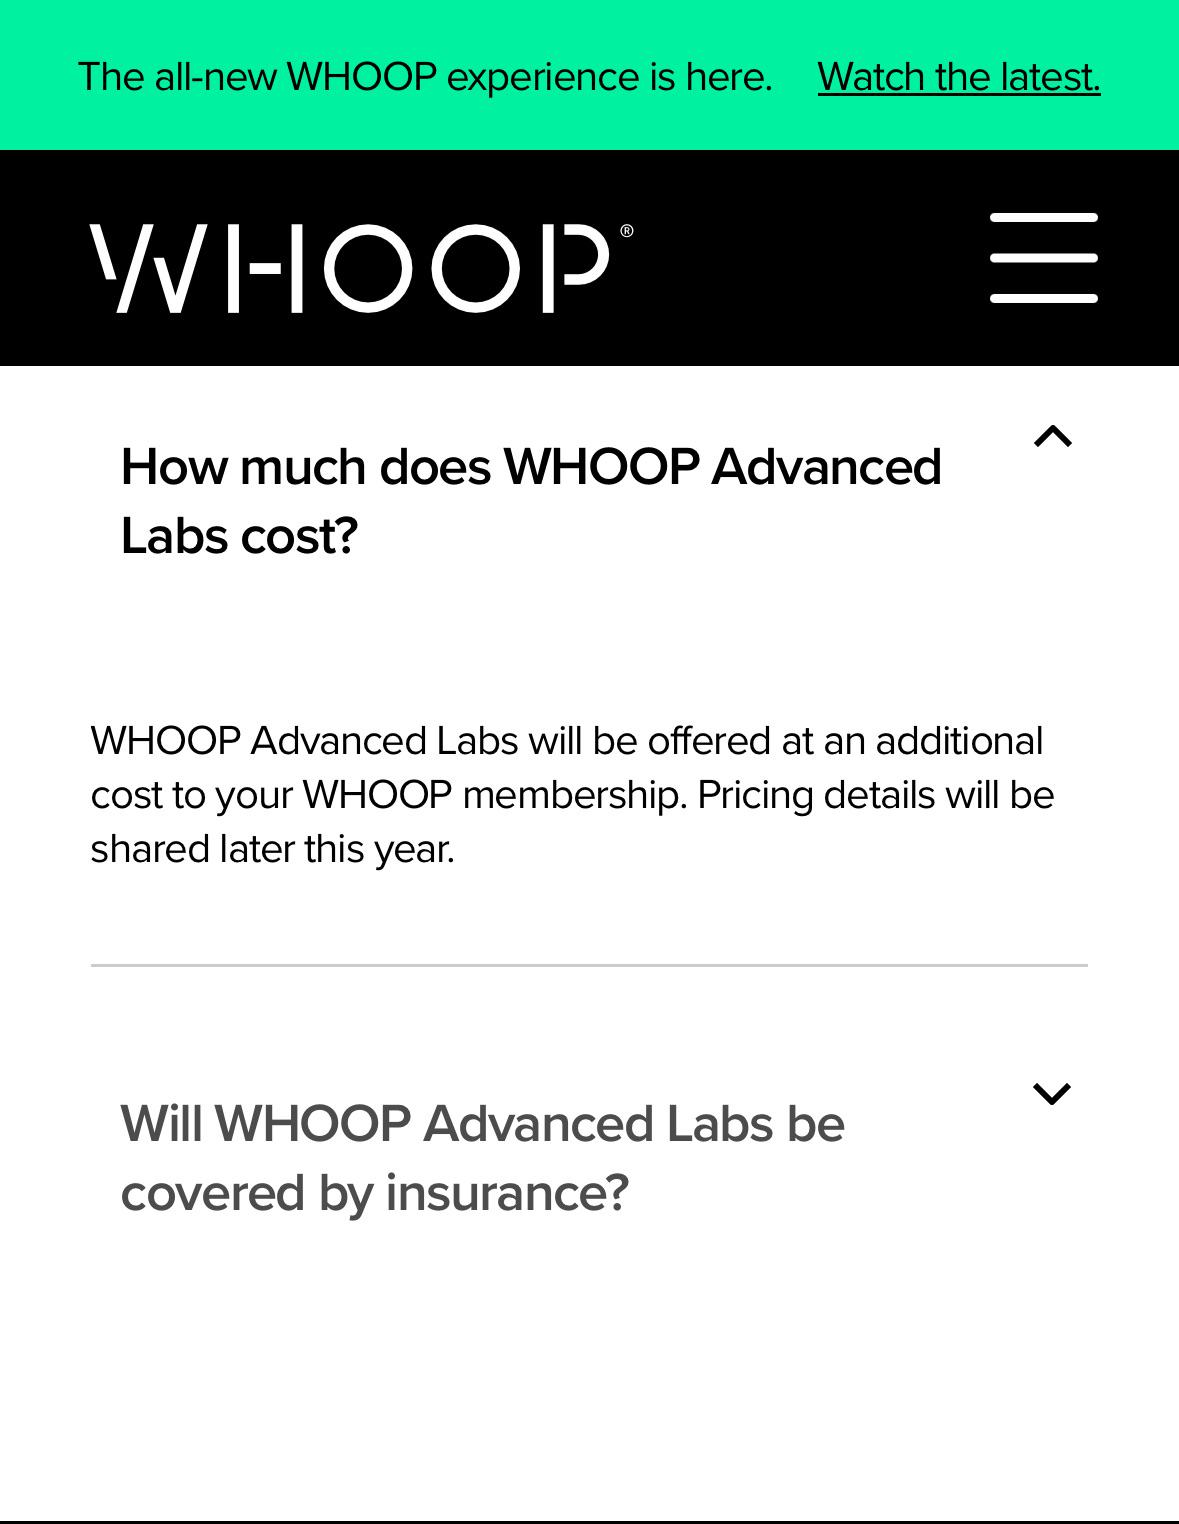 The all-new WHOOP experience is here. Watch the latest.
WHOOP®
How much does WHOOP Advanced
Labs cost?
WHOOP Advanced Labs will be offered at an additional
cost to your WHOOP membership. Pricing details will be
shared later this year.
Will WHOOP Advanced Labs be
covered by insurance?